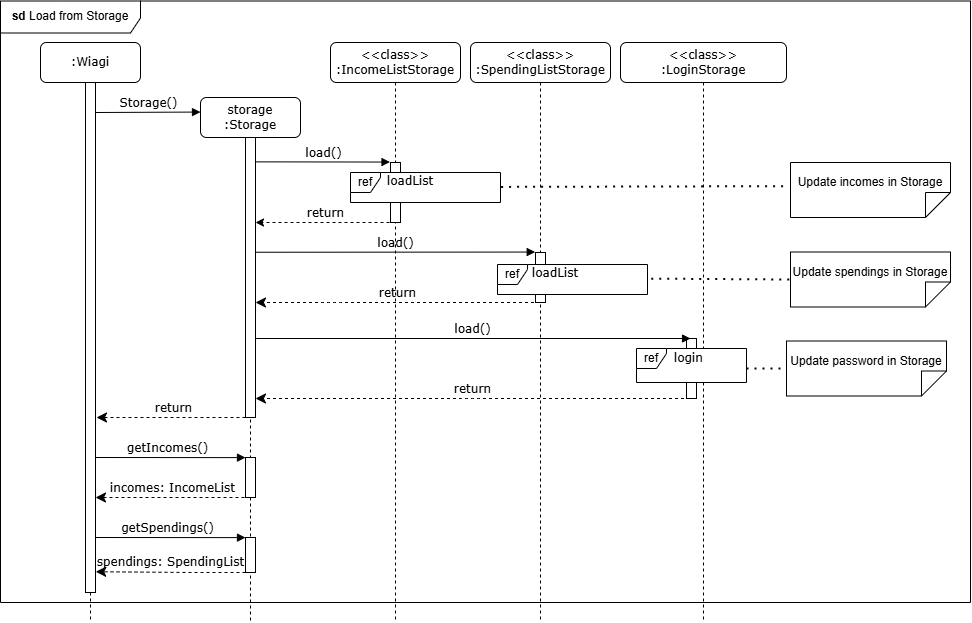 sd Load from Storage
:Wiagi
<<class>>
:IncomeListStorage
<<class>>
:SpendingListStorage
<<class>>
:LoginStorage
Storage()
storage
:Storage
load()
ref
loadList
Update incomes in Storage
return
load()
ref
loadList
Update spendings in Storage
return
load()
ref
login
Update password in Storage
return
return
getIncomes()
incomes: IncomeList
getSpendings()
spendings: SpendingList